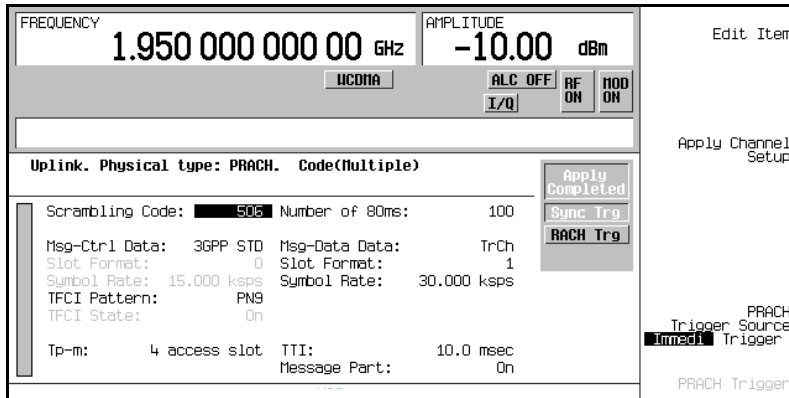 FREQUENCY
1.950 000 000 00 GHz
AMPLITUDE
-10.00 dBm
WCDMA
ALC OFF
I/Q
RF ON
MOD ON
Uplink. Physical type: PRACH. Code(Multiple)
Apply Completed
Sync Trg
RACH Trg
Scrambling Code: 506 Number of 80ms: 100
Msg-Ctrl Data: 3GPP STD Msg-Data Data: TrCh
Slot Format: 0 Slot Format: 1
Symbol Rate: 15.000 ksps Symbol Rate: 30.000 ksps
TFCI Pattern: PN9
TFCI State: On
Tp-m: 4 access slot TTI: 10.0 msec
Message Part: On
Edit Item
Apply Channel
Setup
PRACH
Trigger Source
Immedi Trigger
PRACH Trigger